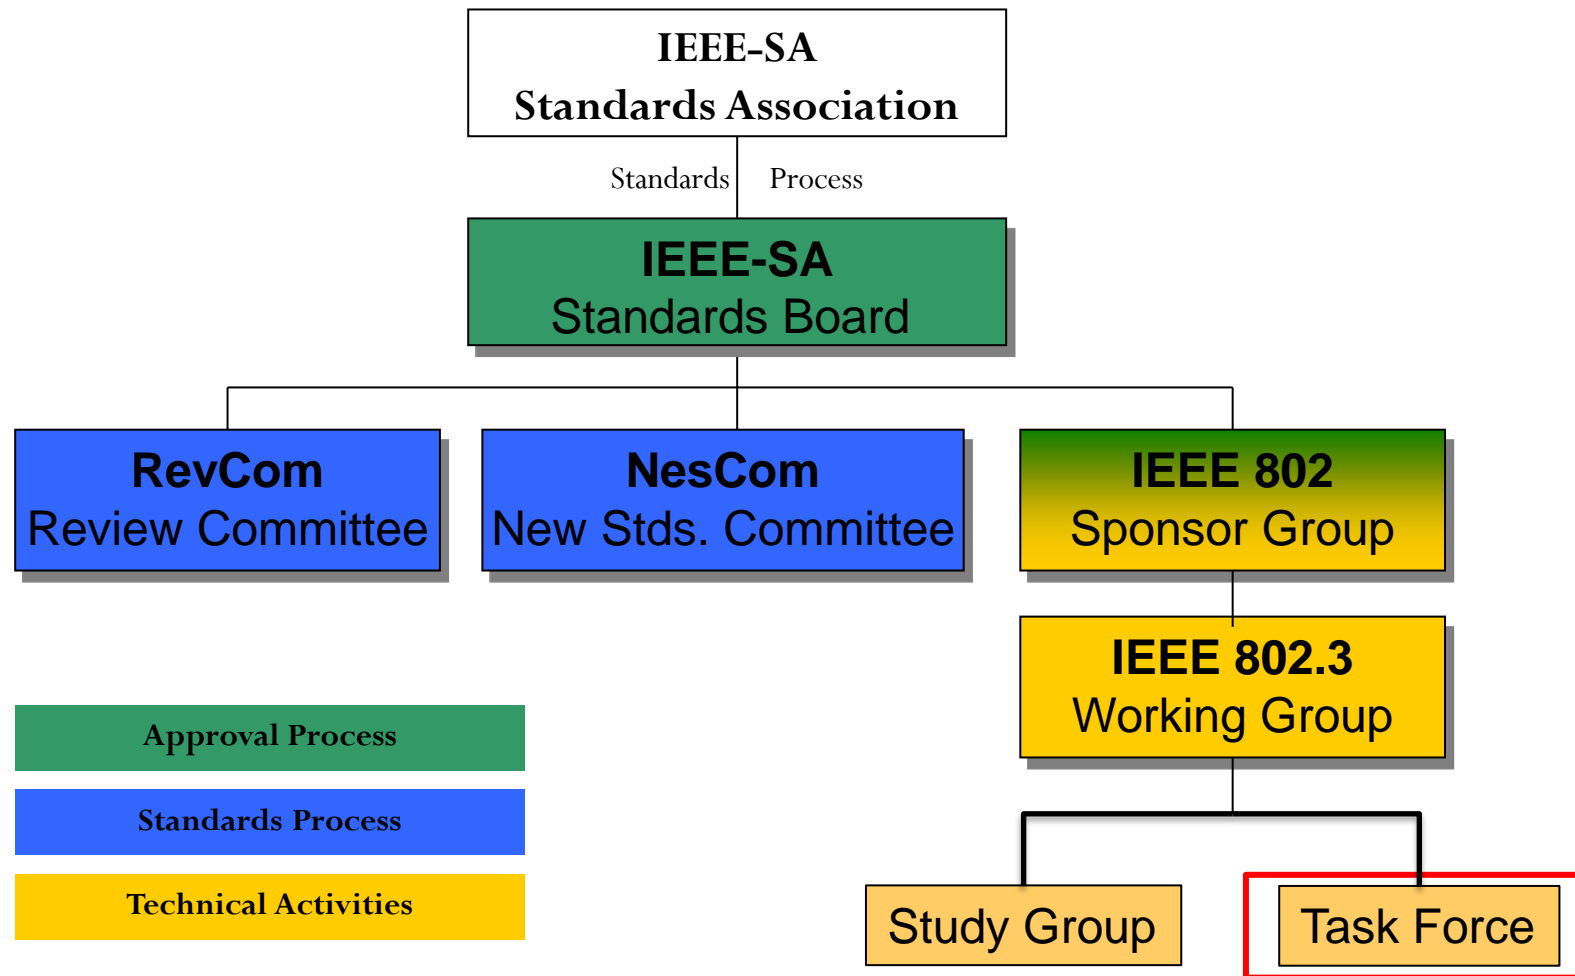 IEEE-SA
Standards Association
Standards Process
IEEE-SA
Standards Board
RevCom
Review Committee
NesCom
New Stds. Committee
IEEE 802
Sponsor Group
IEEE 802.3
Working Group
Approval Process
Standards Process
Technical Activities
Study Group
Task Force